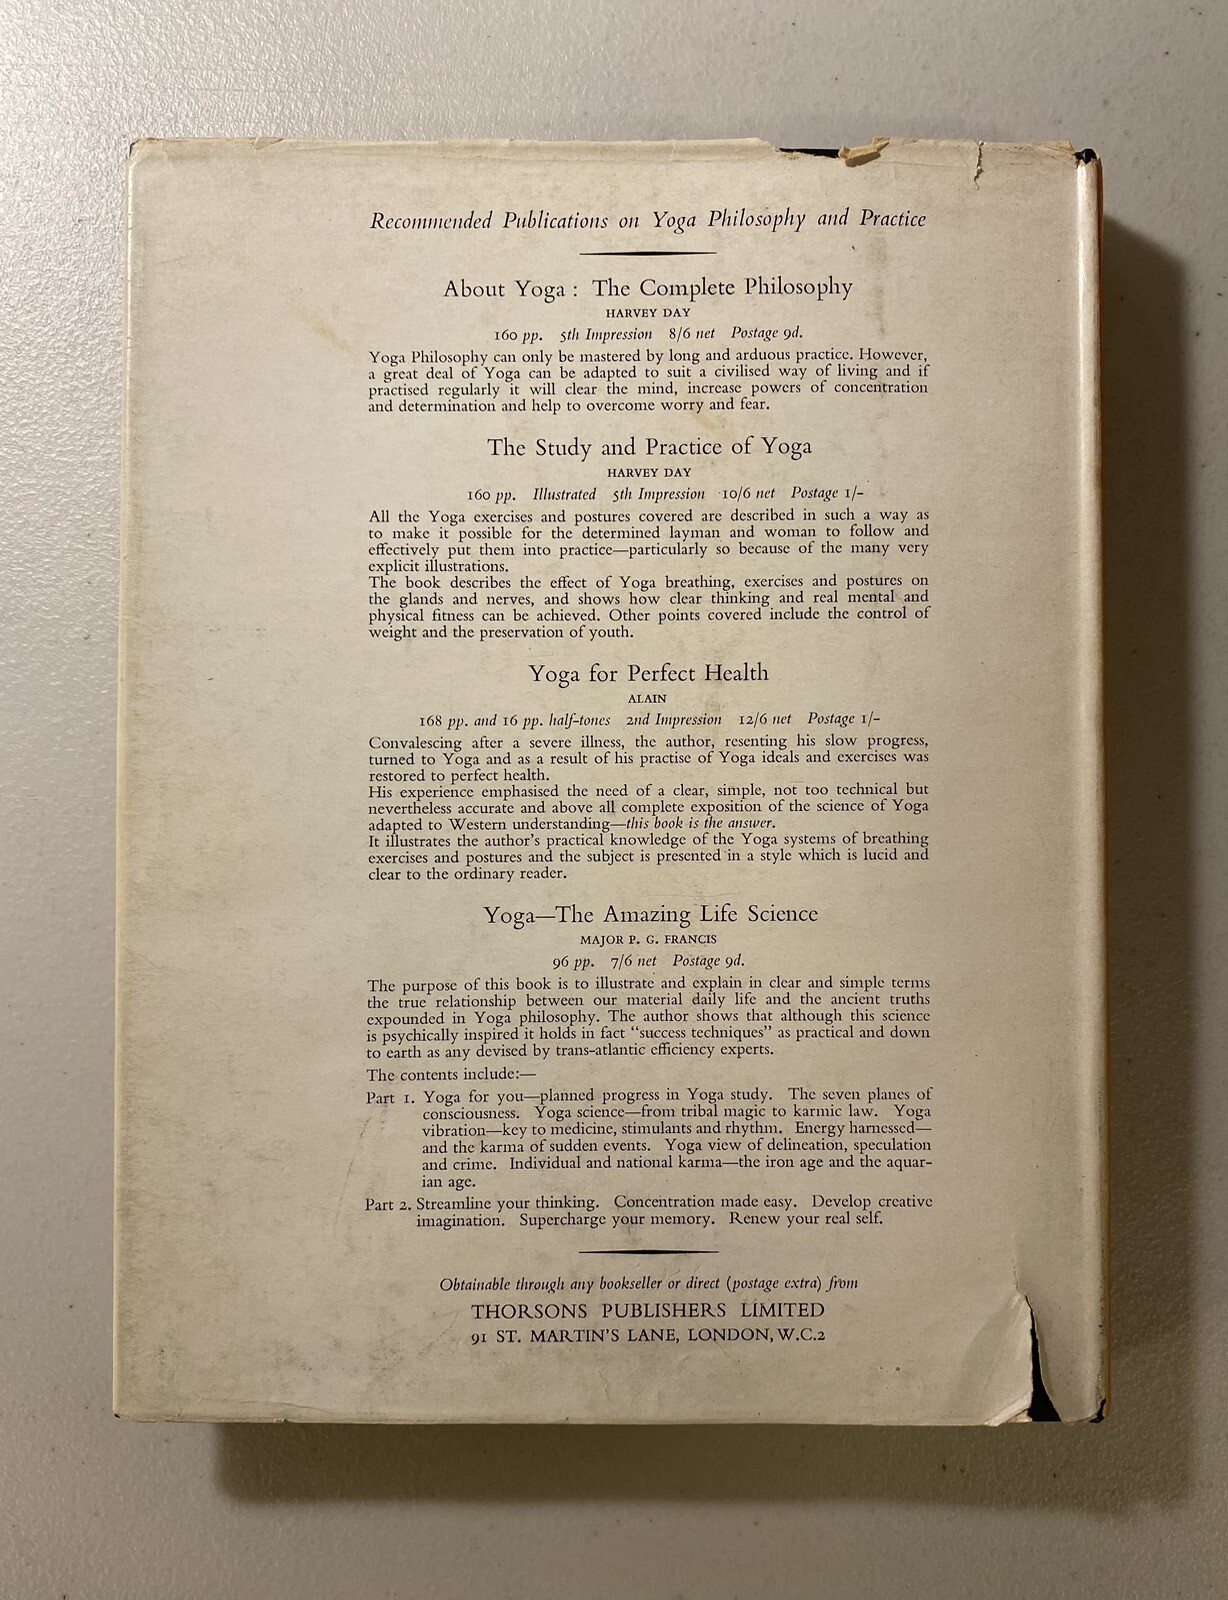 Recommended Publications on Yoga Philosophy and Practice
About Yoga : The Complete Philosophy
HARVEY DAY
160 pp. 5th Impression 8/6 net Postage 9d.
Yoga Philosophy can only be mastered by long and arduous practice. However,
a great deal of Yoga can be adapted to suit a civilised way of living and if
practised regularly it will clear the mind, increase powers of concentration
and determination and help to overcome worry and fear.
The Study and Practice of Yoga
HARVEY DAY
160 pp. Illustrated 5th Impression 10/6 net Postage 1/-
All the Yoga exercises and postures covered are described in such a way as
to make it possible for the determined layman and woman to follow and
effectively put them into practice—particularly so because of the many very
explicit illustrations.
The book describes the effect of Yoga breathing, exercises and postures on
the glands and nerves, and shows how clear thinking and real mental and
physical fitness can be achieved. Other points covered include the control of
weight and the preservation of youth.
Yoga for Perfect Health
ALAIN
168 pp. and 16 pp. half-tones 2nd Impression 12/6 net Postage 1/-
Convalescing after a severe illness, the author, resenting his slow progress,
turned to Yoga and as a result of his practise of Yoga ideals and exercises was
restored to perfect health.
His experience emphasised the need of a clear, simple, not too technical but
nevertheless accurate and above all complete exposition of the science of Yoga
adapted to Western understanding—this book is the answer.
It illustrates the author's practical knowledge of the Yoga systems of breathing
exercises and postures and the subject is presented in a style which is lucid and
clear to the ordinary reader.
Yoga—The Amazing Life Science
MAJOR P. G. FRANCIS
96 pp. 7/6 net Postage 9d.
The purpose of this book is to illustrate and explain in clear and simple terms
the true relationship between our material daily life and the ancient truths
expounded in Yoga philosophy. The author shows that although this science
is psychically inspired it holds in fact "success techniques" as practical and down
to earth as any devised by trans-atlantic efficiency experts.
The contents include:—
Part 1. Yoga for you—planned progress in Yoga study. The seven planes of
consciousness. Yoga science—from tribal magic to karmic law. Yoga
vibration—key to medicine, stimulants and rhythm. Energy harnessed—
and the karma of sudden events. Yoga view of delineation, speculation
and crime. Individual and national karma—the iron age and the aquar-
ian age.
Part 2. Streamline your thinking. Concentration made easy. Develop creative
imagination. Supercharge your memory. Renew your real self.
Obtainable through any bookseller or direct (postage extra) from
THORSONS PUBLISHERS LIMITED
91 ST. MARTIN'S LANE, LONDON, W.C.2